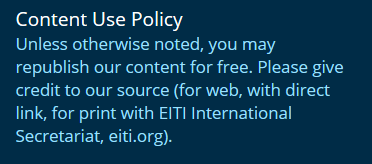 Content Use Policy
Unless otherwise noted, you may
republish our content for free. Please give
credit to our source (for web, with direct
link, for print with EITI International
Secretariat, eiti.org).